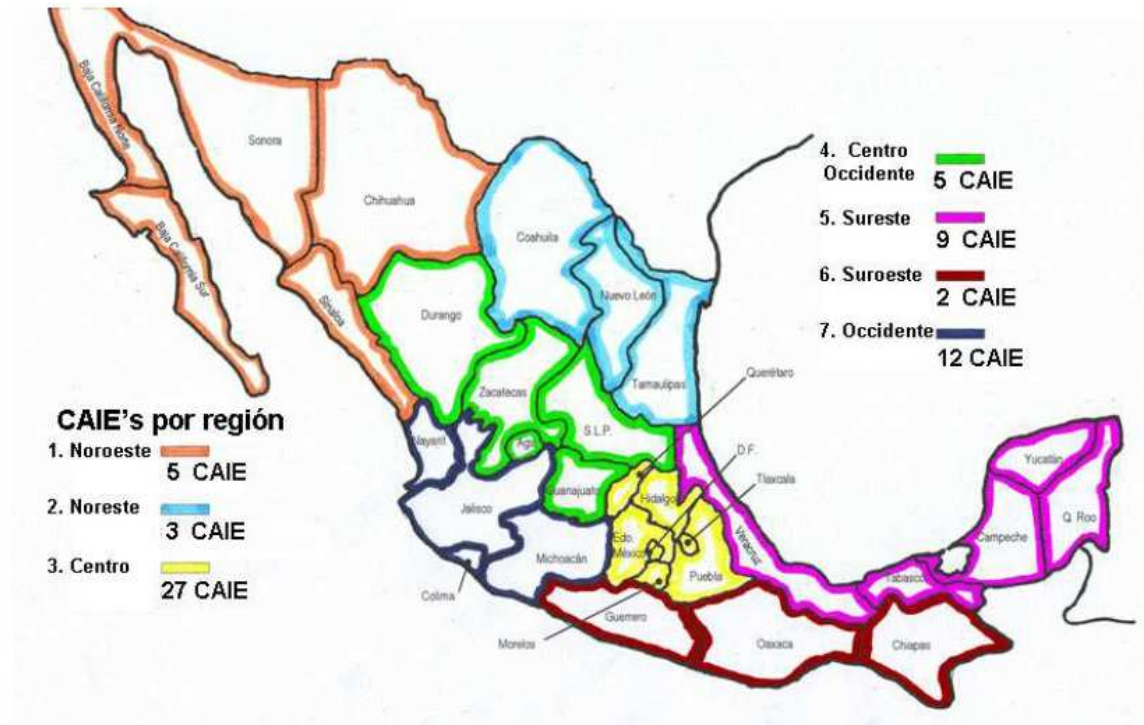 Baja California Norte
Sonora
Chihuahua
Coahuila
Baja California Sur
Sinaloa
Durango
Nuevo León
Tamaulipas
Zacatecas
S.L.P.
Querétaro
D.F.
Tlaxcala
Nayarit
Ags
Jalisco
Guanajuato
Hidalgo
Edo.
México
Michoacán
Colima
Morelos
Puebla
Veracruz
Guerrero
Oaxaca
Chiapas
Tabasco
Campeche
Yucatán
Q. Roo
CAIE's por región
1. Noroeste
5 CAIE
2. Noreste
3 CAIE
3. Centro
27 CAIE
4. Centro
Occidente
5 CAIE
5. Sureste
9 CAIE
6. Suroeste
2 CAIE
7. Occidente
12 CAIE